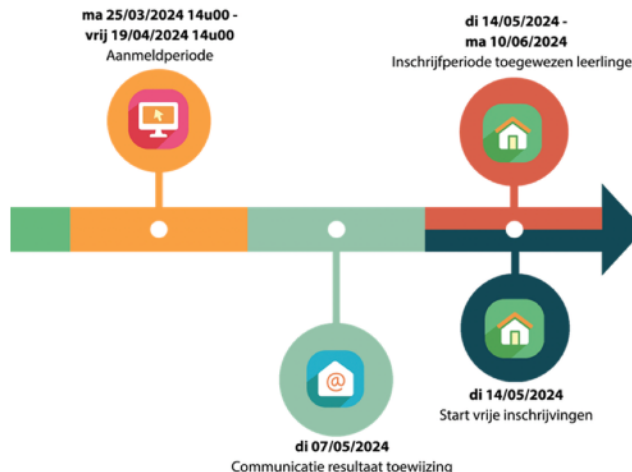 ma 25/03/2024 14u00 -
vrij 19/04/2024 14u00
Aanmeldperiode
di 14/05/2024 -
ma 10/06/2024
Inschrijfperiode toegewezen leerlinge
@
di 07/05/2024
Communicatie resultaat toewijzing
di 14/05/2024
Start vrije inschrijvingen